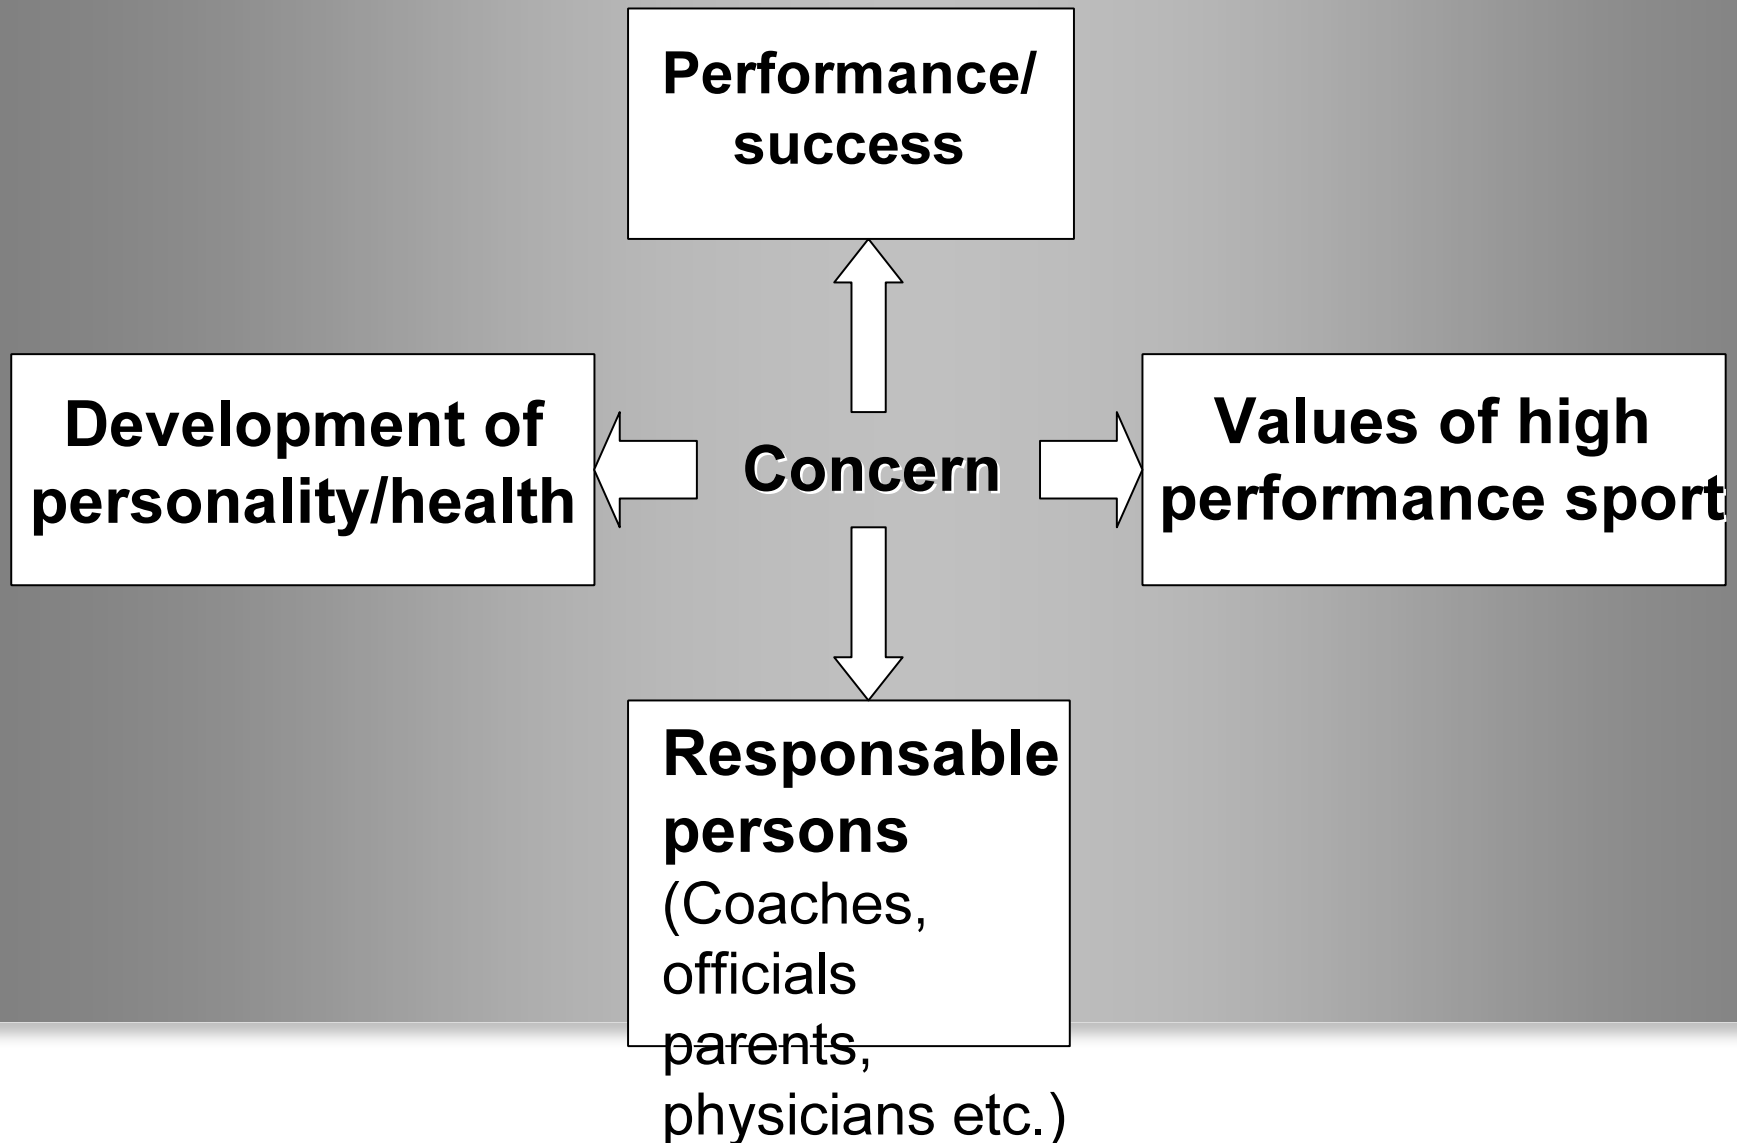 Performance/
success
Development of
personality/health
Concern
Values of high
performance sport
Responsable
persons
(Coaches,
officials
parents,
physicians etc.)